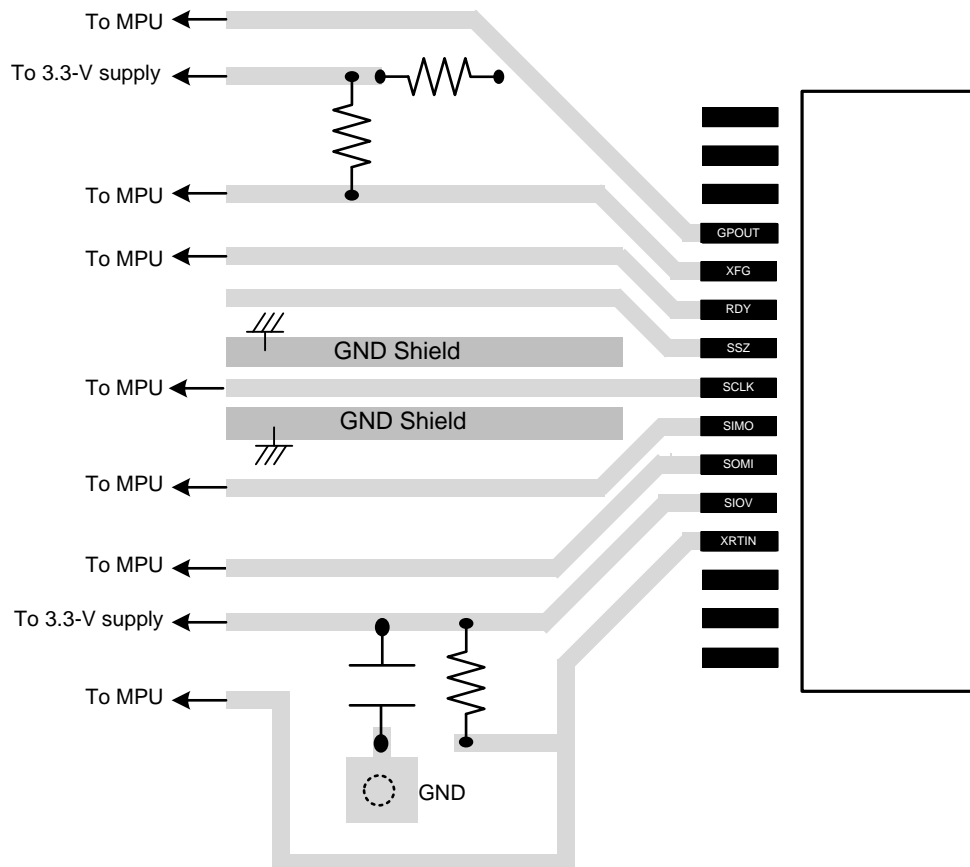 To MPU
To 3.3-V supply
To MPU
To MPU
GPOUT
XFG
RDY
SSZ
GND Shield
To MPU
SCLK
GND Shield
SIMO
To MPU
SOMI
SIOV
XRTIN
To MPU
To 3.3-V supply
To MPU
GND